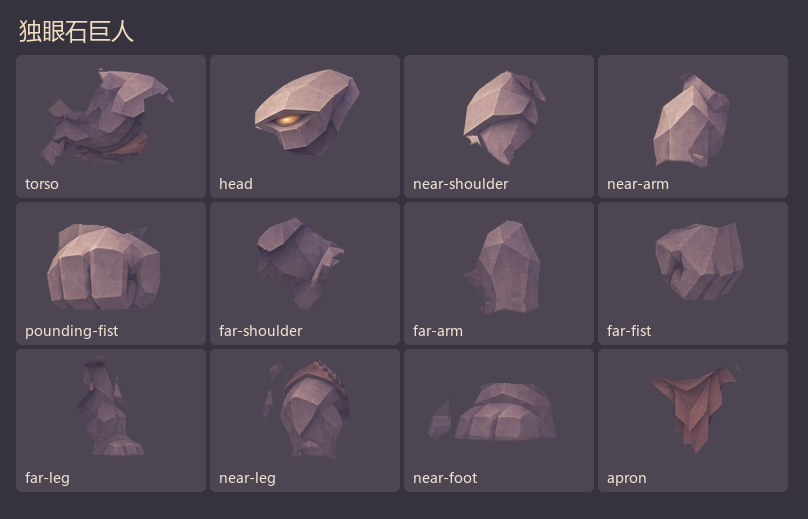 独眼石巨人
torso
head
near-shoulder
near-arm
pounding-fist
far-shoulder
far-arm
far-fist
far-leg
near-leg
near-foot
apron